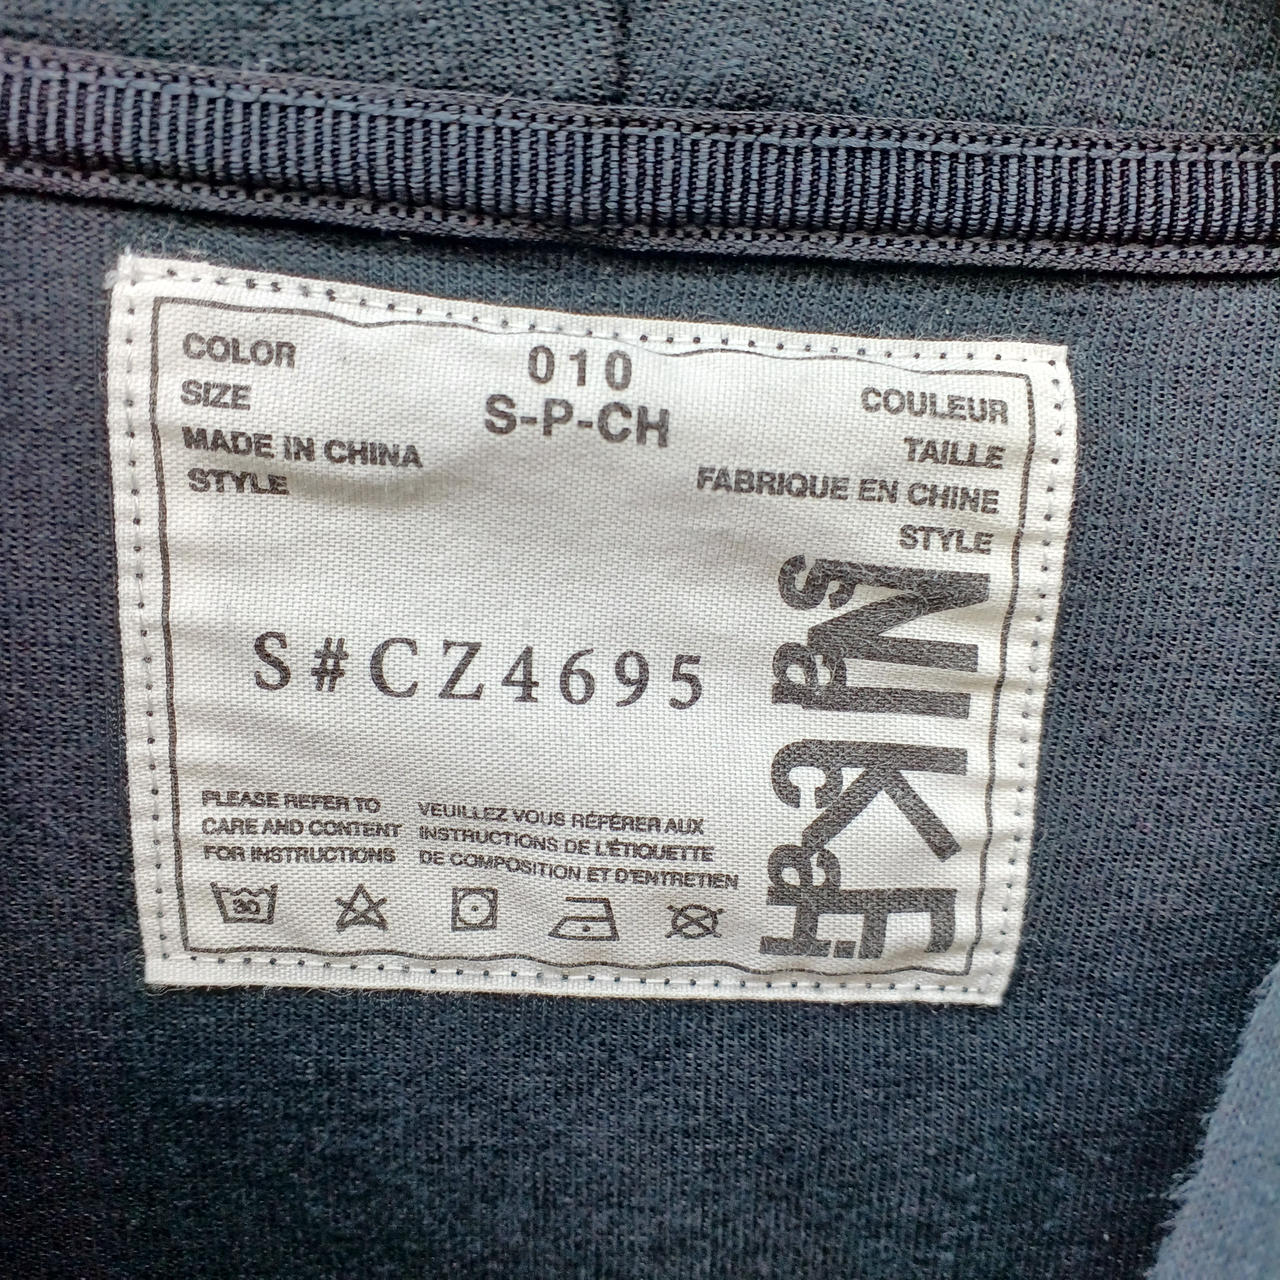 COLOR 010 COULEUR
SIZE S-P-CH TAILLE
MADE IN CHINA FABRIQUE EN CHINE
STYLE STYLE
S#CZ4695
NIKE
sacai
PLEASE REFER TO
CARE AND CONTENT
FOR INSTRUCTIONS
VEUILLEZ VOUS RÉFÉRER AUX
INSTRUCTIONS DE L'ÉTIQUETTE
DE COMPOSITION ET D'ENTRETIEN
30